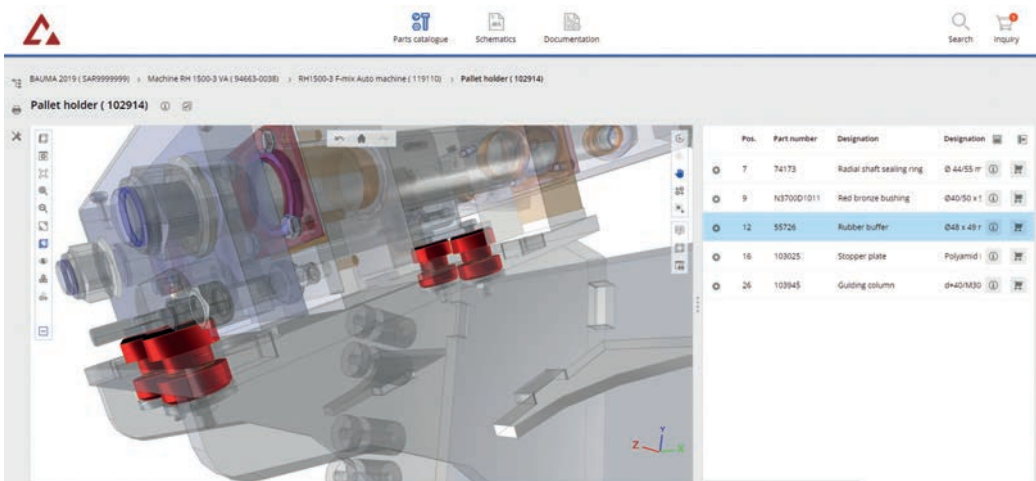 Parts catalogue
Schematics
Documentation
Search
Inquiry
BAUMA 2019 ( SAR9999999) › Machine RH 1500-3 VA ( 94663-0038) › RH1500-3 F-mix Auto machine ( 119110) › Pallet holder ( 102914)
Pallet holder ( 102914)
Pos. Part number Designation Designation
7 74173 Radial shaft sealing ring Ø 44/55 m
9 N3700D1011 Red bronze bushing Ø40/50 x
12 55726 Rubber buffer Ø48 x 49 r
16 103025 Stopper plate Polyamid
26 103945 Guiding column d=40/M30
Y
Z X